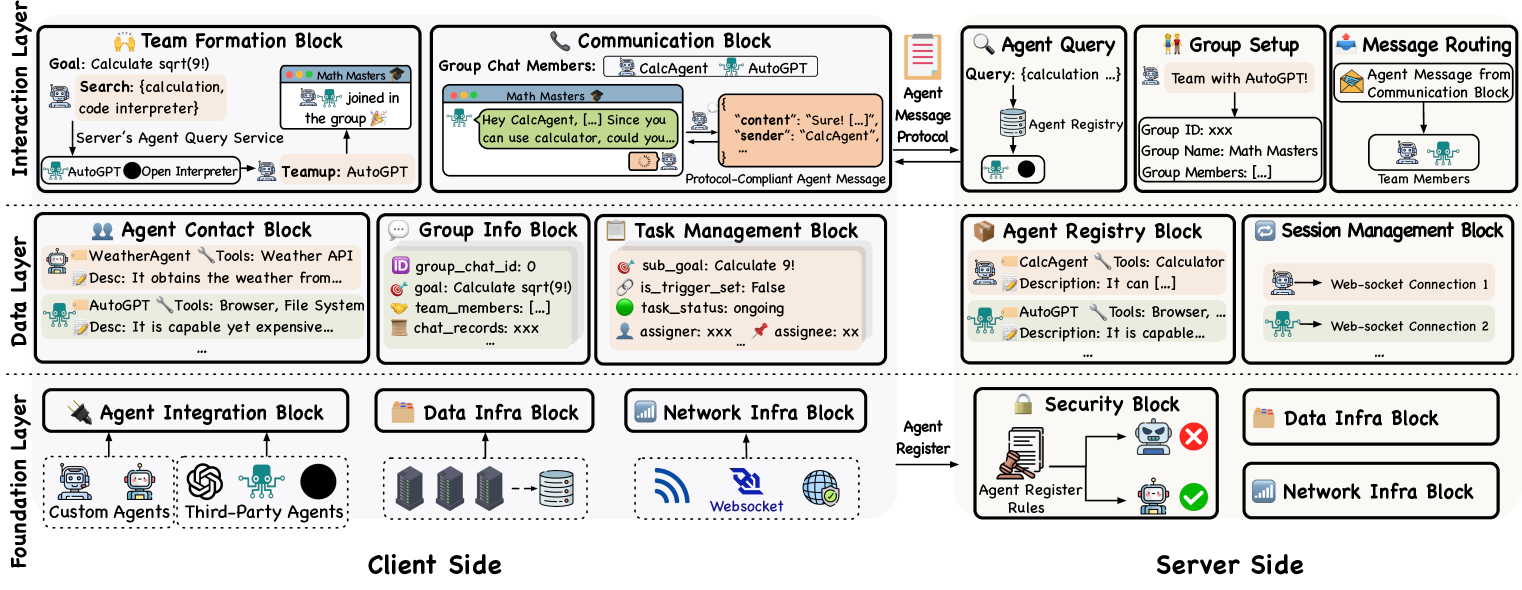 Interaction Layer
Team Formation Block
Goal: Calculate sqrt(9!)
Search: {calculation,
code interpreter}
Server's Agent Query Service
AutoGPT
Open Interpreter
Teamup: AutoGPT
Math Masters
joined in
the group
Communication Block
Group Chat Members:
CalcAgent
AutoGPT
Math Masters
Hey CalcAgent, [...] Since you
can use calculator, could you...
{
"content": "Sure! [...]",
"sender": "CalcAgent",
...
}
Protocol-Compliant Agent Message
Agent
Message
Protocol
Agent Query
Query: {calculation ...}
Agent Registry
Group Setup
Team with AutoGPT!
Group ID: xxx
Group Name: Math Masters
Group Members: [...]
Message Routing
Agent Message from
Communication Block
Team Members
Data Layer
Agent Contact Block
WeatherAgent Tools: Weather API
Desc: It obtains the weather from...
AutoGPT Tools: Browser, File System
Desc: It is capable yet expensive...
...
Group Info Block
ID group_chat_id: 0
goal: Calculate sqrt(9!)
team_members: [...]
chat_records: xxx
...
Task Management Block
sub_goal: Calculate 9!
is_trigger_set: False
task_status: ongoing
assigner: xxx assignee: xx
...
Agent Registry Block
CalcAgent Tools: Calculator
Description: It can [...]
AutoGPT Tools: Browser, ...
Description: It is capable...
...
Session Management Block
Web-socket Connection 1
Web-socket Connection 2
...
Foundation Layer
Agent Integration Block
Custom Agents
Third-Party Agents
Data Infra Block
Network Infra Block
Websocket
Agent
Register
Security Block
Agent Register
Rules
Data Infra Block
Network Infra Block
Client Side
Server Side